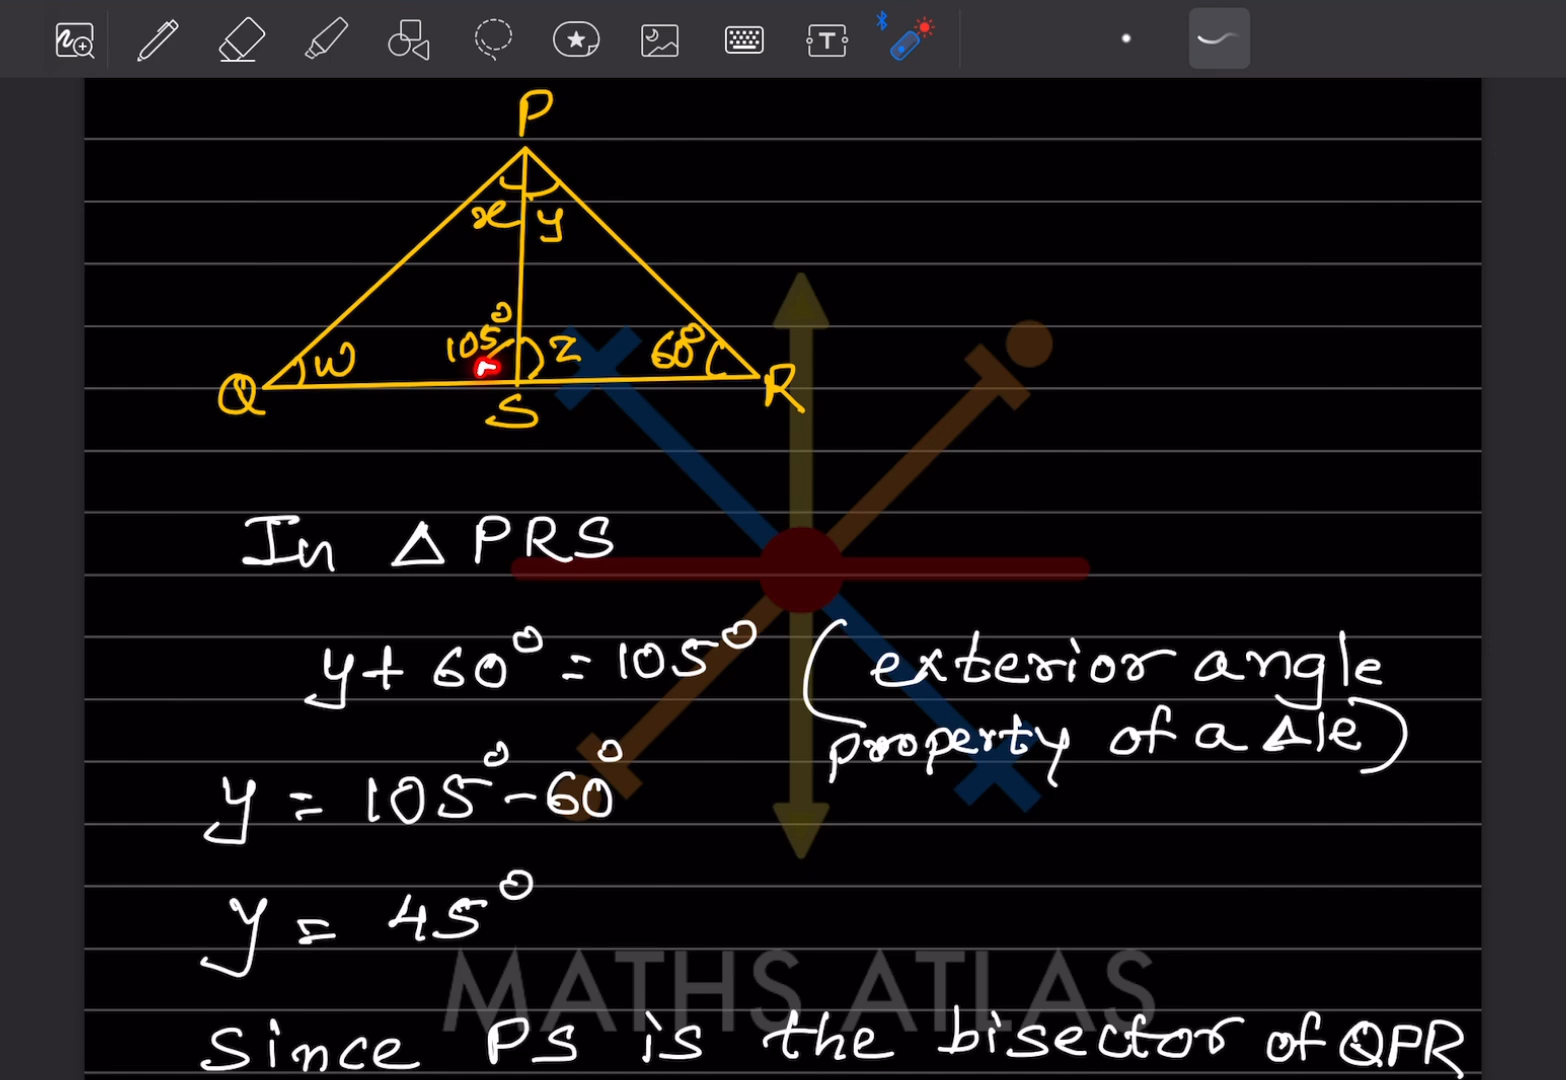 P
x y
105° z 60°
w
Q S R
In △ PRS
y + 60° = 105° (exterior angle
property of a △le)
y = 105° - 60°
y = 45°
MATHS ATLAS
Since PS is the bisector of QPR